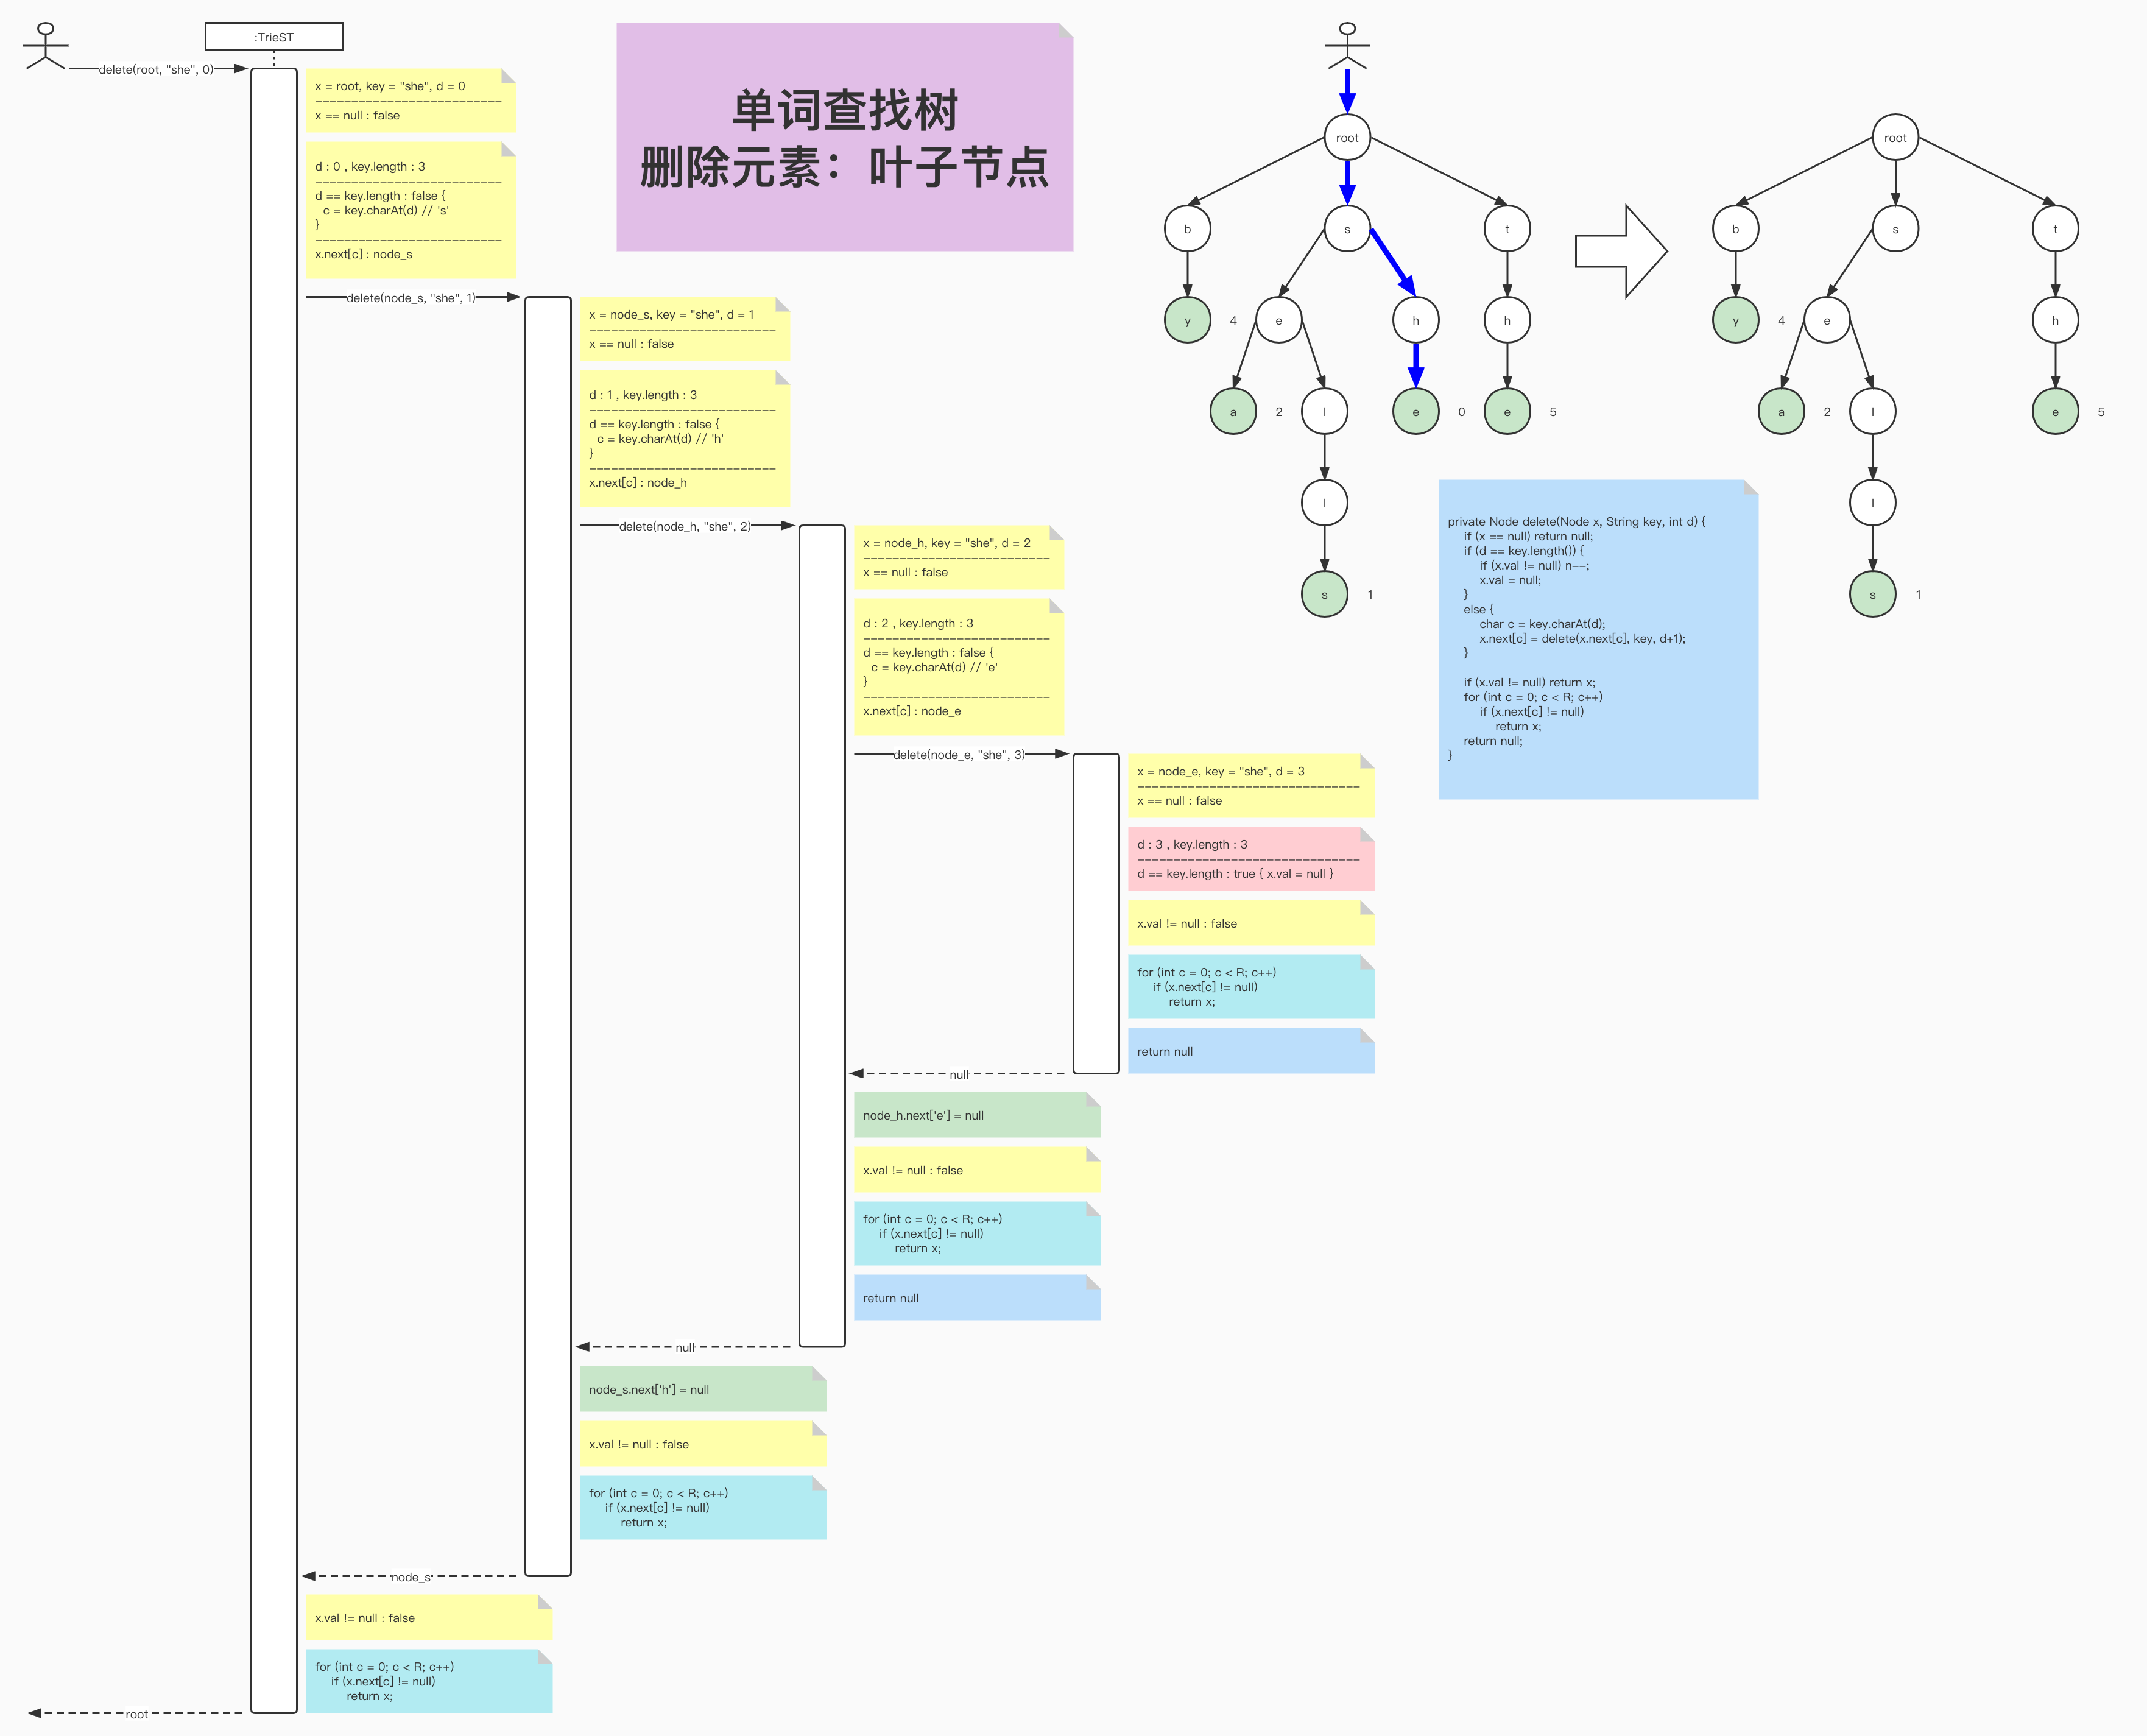 :TrieST
delete(root, "she", 0)
x = root, key = "she", d = 0
--------------------------
x == null : false
d : 0 , key.length : 3
--------------------------
d == key.length : false {
c = key.charAt(d) // 's'
}
--------------------------
x.next[c] : node_s
delete(node_s, "she", 1)
x = node_s, key = "she", d = 1
--------------------------
x == null : false
d : 1 , key.length : 3
--------------------------
d == key.length : false {
c = key.charAt(d) // 'h'
}
--------------------------
x.next[c] : node_h
delete(node_h, "she", 2)
x = node_h, key = "she", d = 2
--------------------------
x == null : false
d : 2 , key.length : 3
--------------------------
d == key.length : false {
c = key.charAt(d) // 'e'
}
--------------------------
x.next[c] : node_e
delete(node_e, "she", 3)
x = node_e, key = "she", d = 3
-------------------------------
x == null : false
d : 3 , key.length : 3
-------------------------------
d == key.length : true { x.val = null }
x.val != null : false
for (int c = 0; c < R; c++)
if (x.next[c] != null)
return x;
return null
null
node_h.next['e'] = null
x.val != null : false
for (int c = 0; c < R; c++)
if (x.next[c] != null)
return x;
return null
null
node_s.next['h'] = null
x.val != null : false
for (int c = 0; c < R; c++)
if (x.next[c] != null)
return x;
node_s
x.val != null : false
for (int c = 0; c < R; c++)
if (x.next[c] != null)
return x;
root
单词查找树
删除元素：叶子节点
root
b s t
y 4 e h h
a 2 l e 0 e 5
l
s 1
root
b s t
y 4 e h
a 2 l e 5
l
s 1
private Node delete(Node x, String key, int d) {
if (x == null) return null;
if (d == key.length()) {
if (x.val != null) n--;
x.val = null;
}
else {
char c = key.charAt(d);
x.next[c] = delete(x.next[c], key, d+1);
}
if (x.val != null) return x;
for (int c = 0; c < R; c++)
if (x.next[c] != null)
return x;
return null;
}